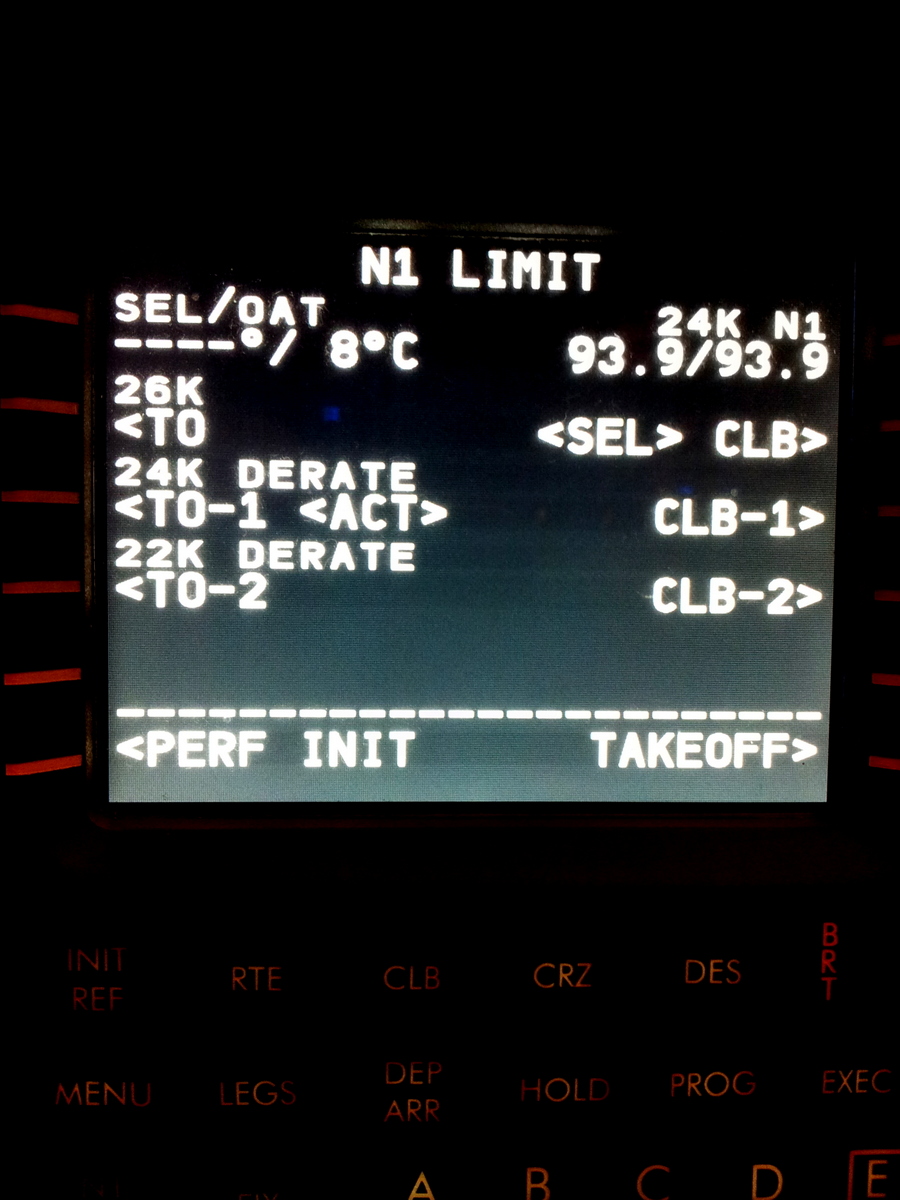 N1 LIMIT
SEL/OAT 24K N1
----°/ 8°C 93.9/93.9
26K
<TO <SEL> CLB>
24K DERATE
<TO-1 <ACT> CLB-1>
22K DERATE
<TO-2 CLB-2>
------------------------
<PERF INIT TAKEOFF>
INIT REF RTE CLB CRZ DES BRT
MENU LEGS DEP ARR HOLD PROG EXEC
A B C D E